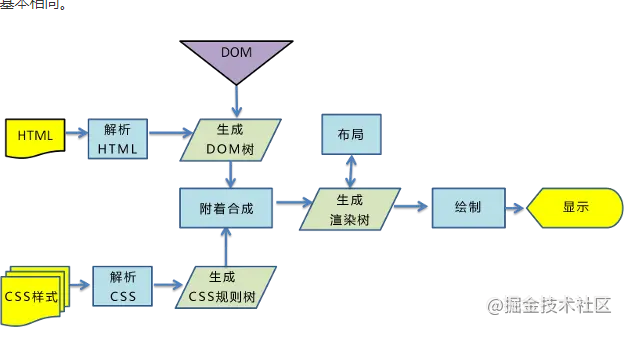 基本相同。
DOM
HTML
解析
HTML
生成
DOM树
布局
附着合成
生成
渲染树
绘制
显示
CSS样式
解析
CSS
生成
CSS规则树
@掘金技术社区